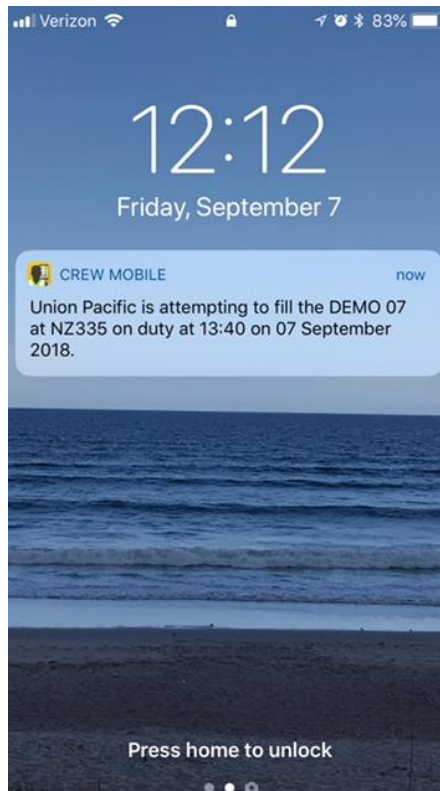 Verizon 83%
12:12
Friday, September 7
CREW MOBILE now
Union Pacific is attempting to fill the DEMO 07
at NZ335 on duty at 13:40 on 07 September
2018.
Press home to unlock